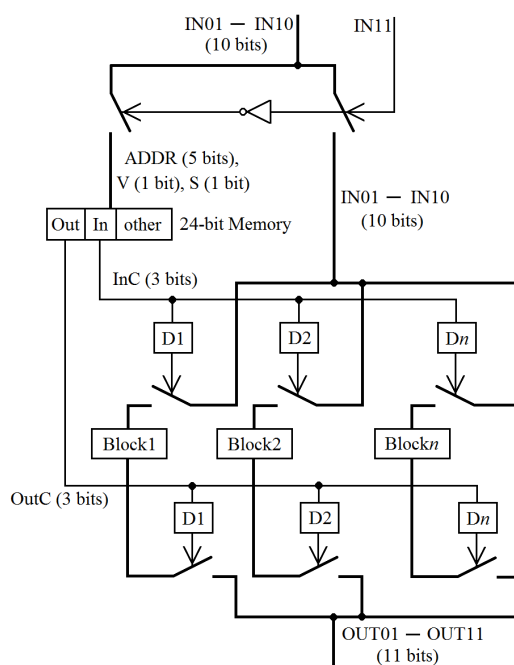 IN01 — IN10
(10 bits)
IN11
ADDR (5 bits),
V (1 bit), S (1 bit)
IN01 — IN10
(10 bits)
Out In other
24-bit Memory
InC (3 bits)
D1 D2 Dn
Block1 Block2 Blockn
OutC (3 bits)
D1 D2 Dn
OUT01 — OUT11
(11 bits)